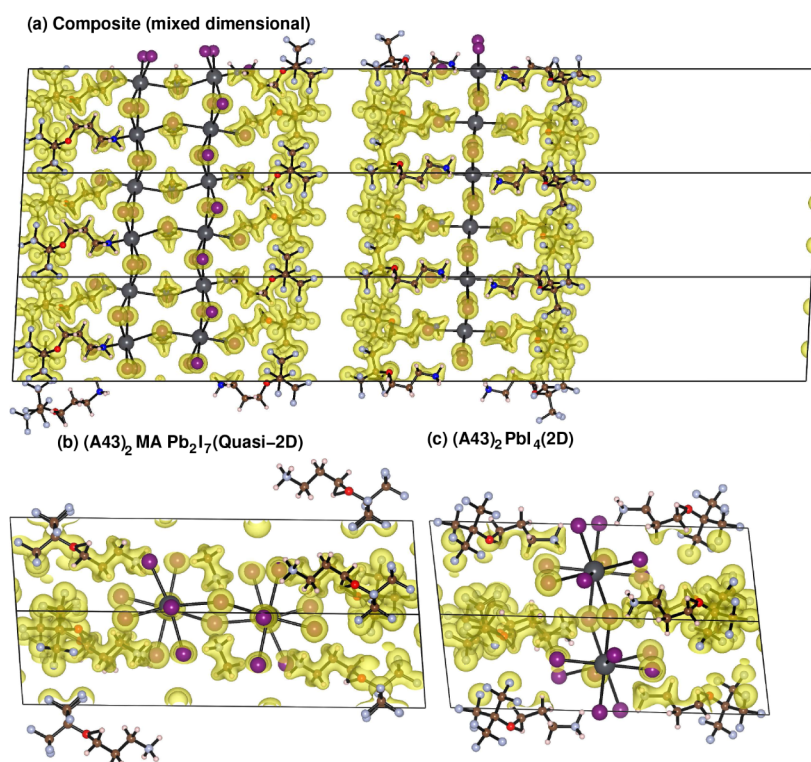 (a) Composite (mixed dimensional)
(b) (A43)₂ MA Pb₂I₇(Quasi−2D)
(c) (A43)₂ PbI₄(2D)